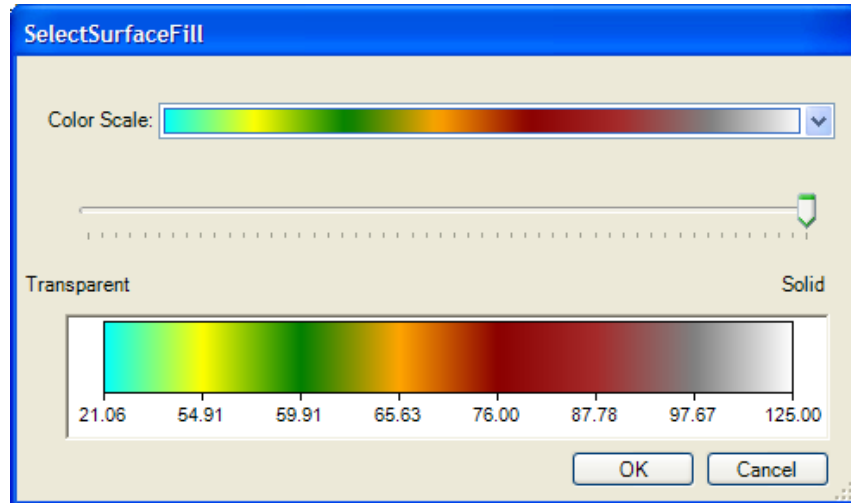 SelectSurfaceFill
Color Scale:
Transparent Solid
21.06 54.91 59.91 65.63 76.00 87.78 97.67 125.00
OK Cancel